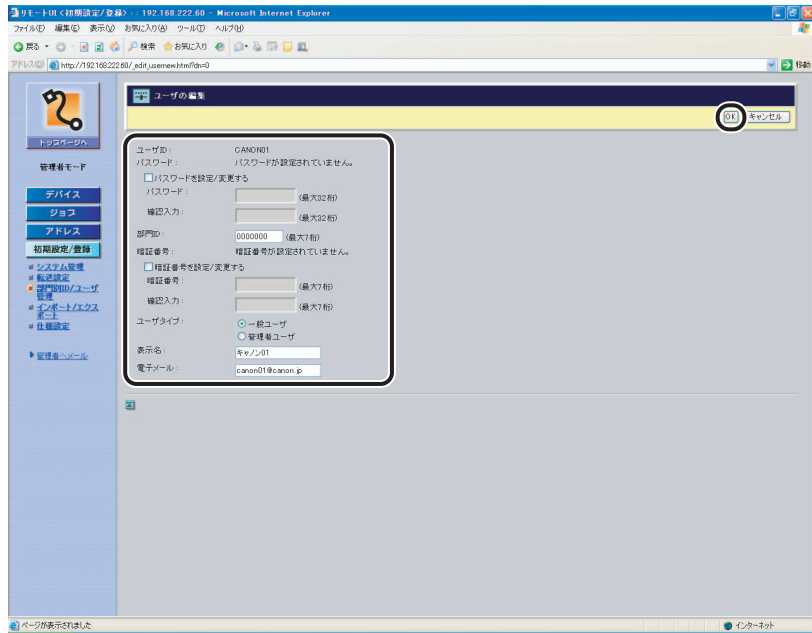 リモートUI <初期設定/登録> : : 192.168.222.60 - Microsoft Internet Explorer
ファイル(F) 編集(E) 表示(V) お気に入り(A) ツール(T) ヘルプ(H)
戻る 検索 お気に入り
アドレス(D) http://192.168.222.60/_edit_usernew.html?dn=0 移動
ユーザの編集
OK キャンセル
トップページへ
管理者モード
デバイス
ジョブ
アドレス
初期設定/登録
システム管理
転送設定
部門別ID/ユーザ
管理
インポート/エクス
ポート
仕様設定
管理者へメール
ユーザID: CANON01
パスワード: パスワードが設定されていません。
パスワードを設定/変更する
パスワード: (最大32桁)
確認入力: (最大32桁)
部門ID: 0000000 (最大7桁)
暗証番号: 暗証番号が設定されていません。
暗証番号を設定/変更する
暗証番号: (最大7桁)
確認入力: (最大7桁)
ユーザタイプ: 一般ユーザ
管理者ユーザ
表示名: キヤノン01
電子メール: canon01@canon.jp
ページが表示されました インターネット